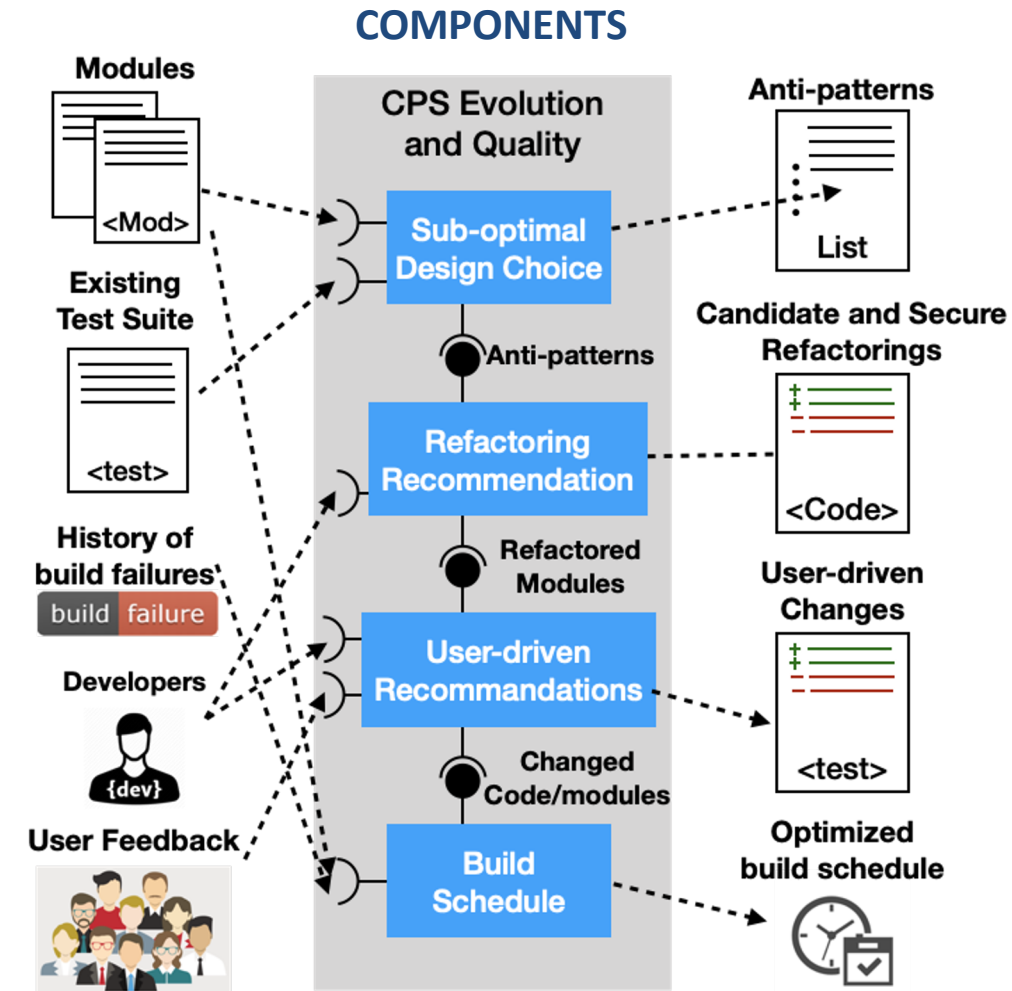 COMPONENTS
Modules
<Mod>
Existing
Test Suite
<test>
History of
build failures
build failure
Developers
{dev}
User Feedback
CPS Evolution
and Quality
Sub-optimal
Design Choice
Anti-patterns
Refactoring
Recommendation
Refactored
Modules
User-driven
Recommandations
Changed
Code/modules
Build
Schedule
Anti-patterns
List
Candidate and Secure
Refactorings
<Code>
User-driven
Changes
<test>
Optimized
build schedule